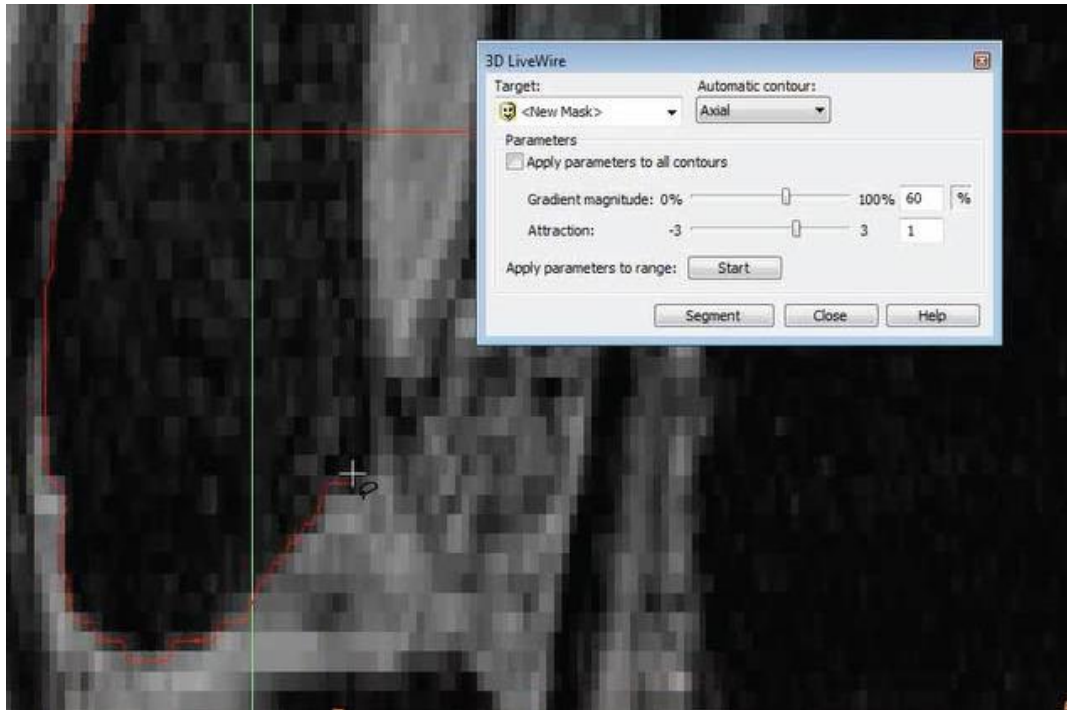 3D LiveWire
Target: Automatic contour:
<New Mask> Axial
Parameters
Apply parameters to all contours
Gradient magnitude: 0% 100% 60 %
Attraction: -3 3 1
Apply parameters to range: Start
Segment Close Help